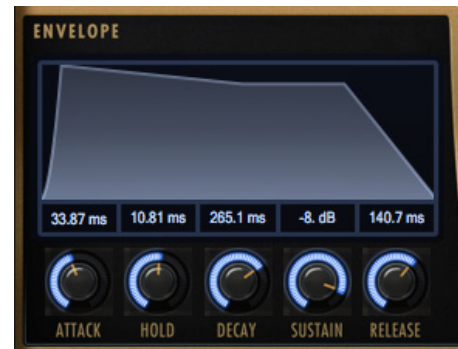 ENVELOPE
33.87 ms 10.81 ms 265.1 ms -8. dB 140.7 ms
ATTACK HOLD DECAY SUSTAIN RELEASE